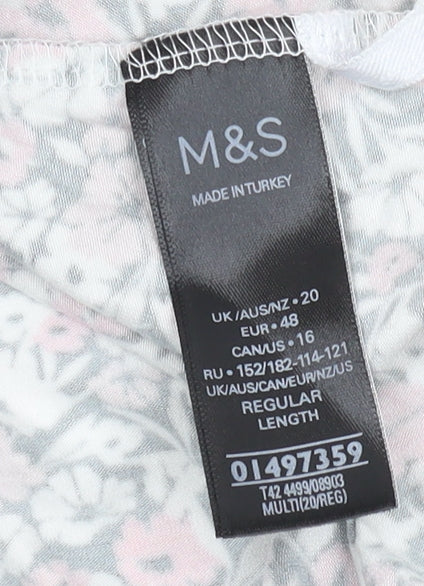 M&S
MADE IN TURKEY
UK/AUS/NZ • 20
EUR • 48
CAN/US • 16
RU • 152/182-114-121
UK/AUS/CAN/EUR/NZ/US
REGULAR
LENGTH
01497359
T42 4499/08903
MULTI(20/REG)